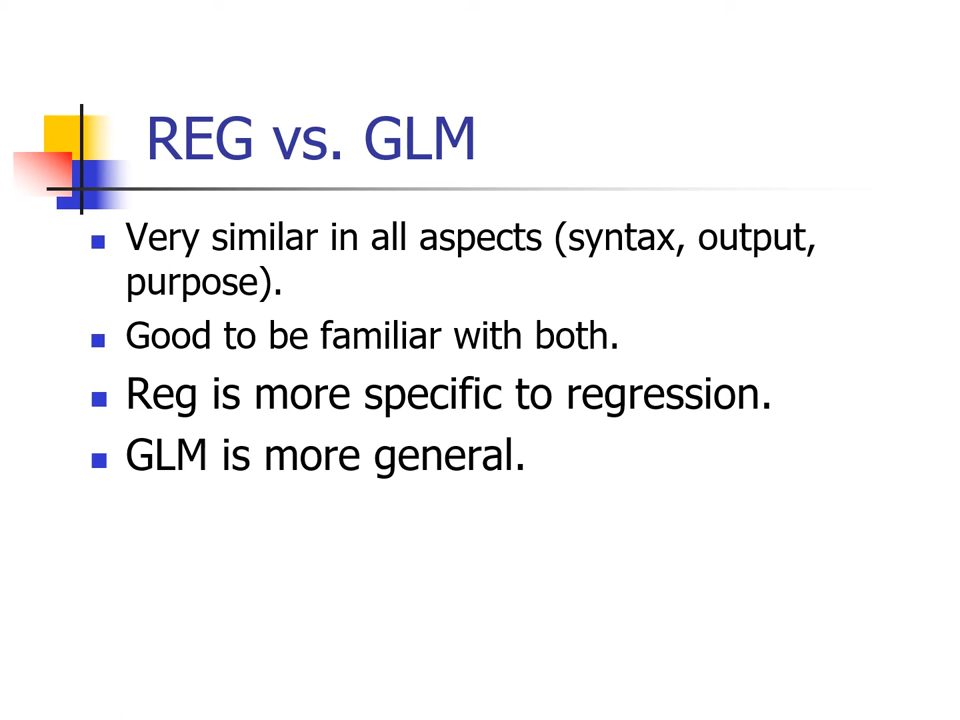 REG vs. GLM
Very similar in all aspects (syntax, output,
purpose).
Good to be familiar with both.
Reg is more specific to regression.
GLM is more general.